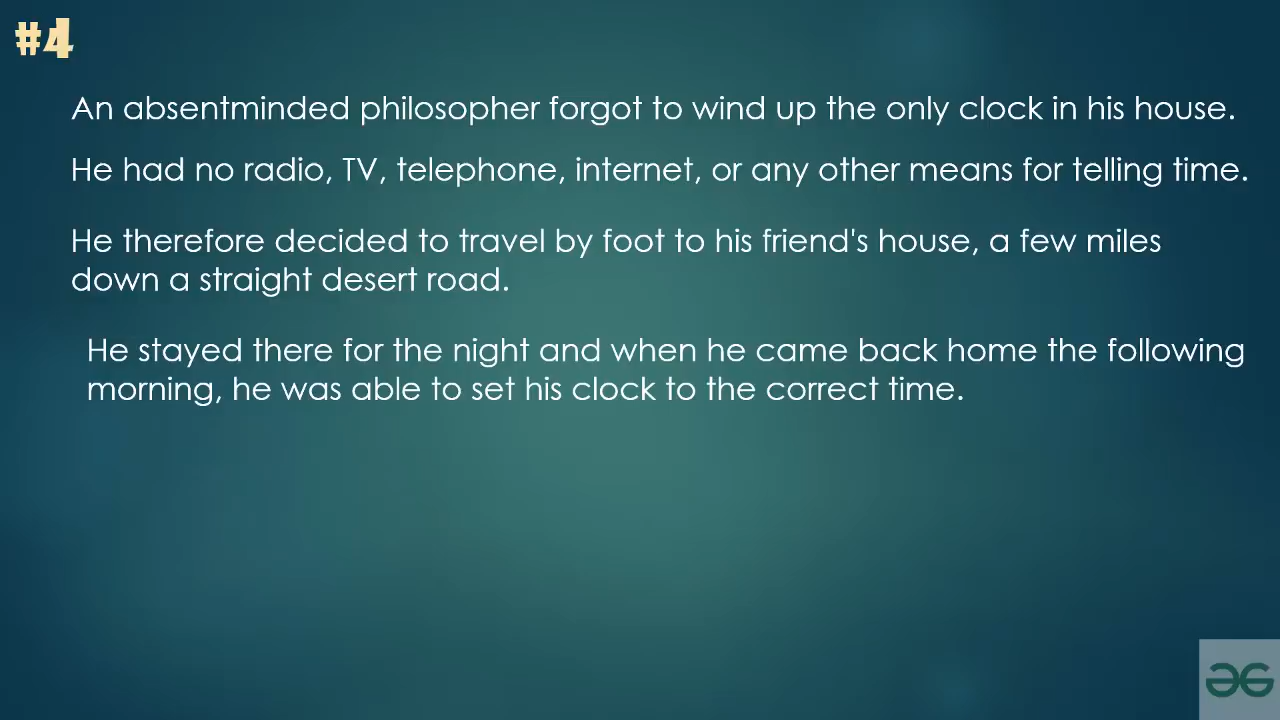 #4
An absentminded philosopher forgot to wind up the only clock in his house.
He had no radio, TV, telephone, internet, or any other means for telling time.
He therefore decided to travel by foot to his friend's house, a few miles
down a straight desert road.
He stayed there for the night and when he came back home the following
morning, he was able to set his clock to the correct time.